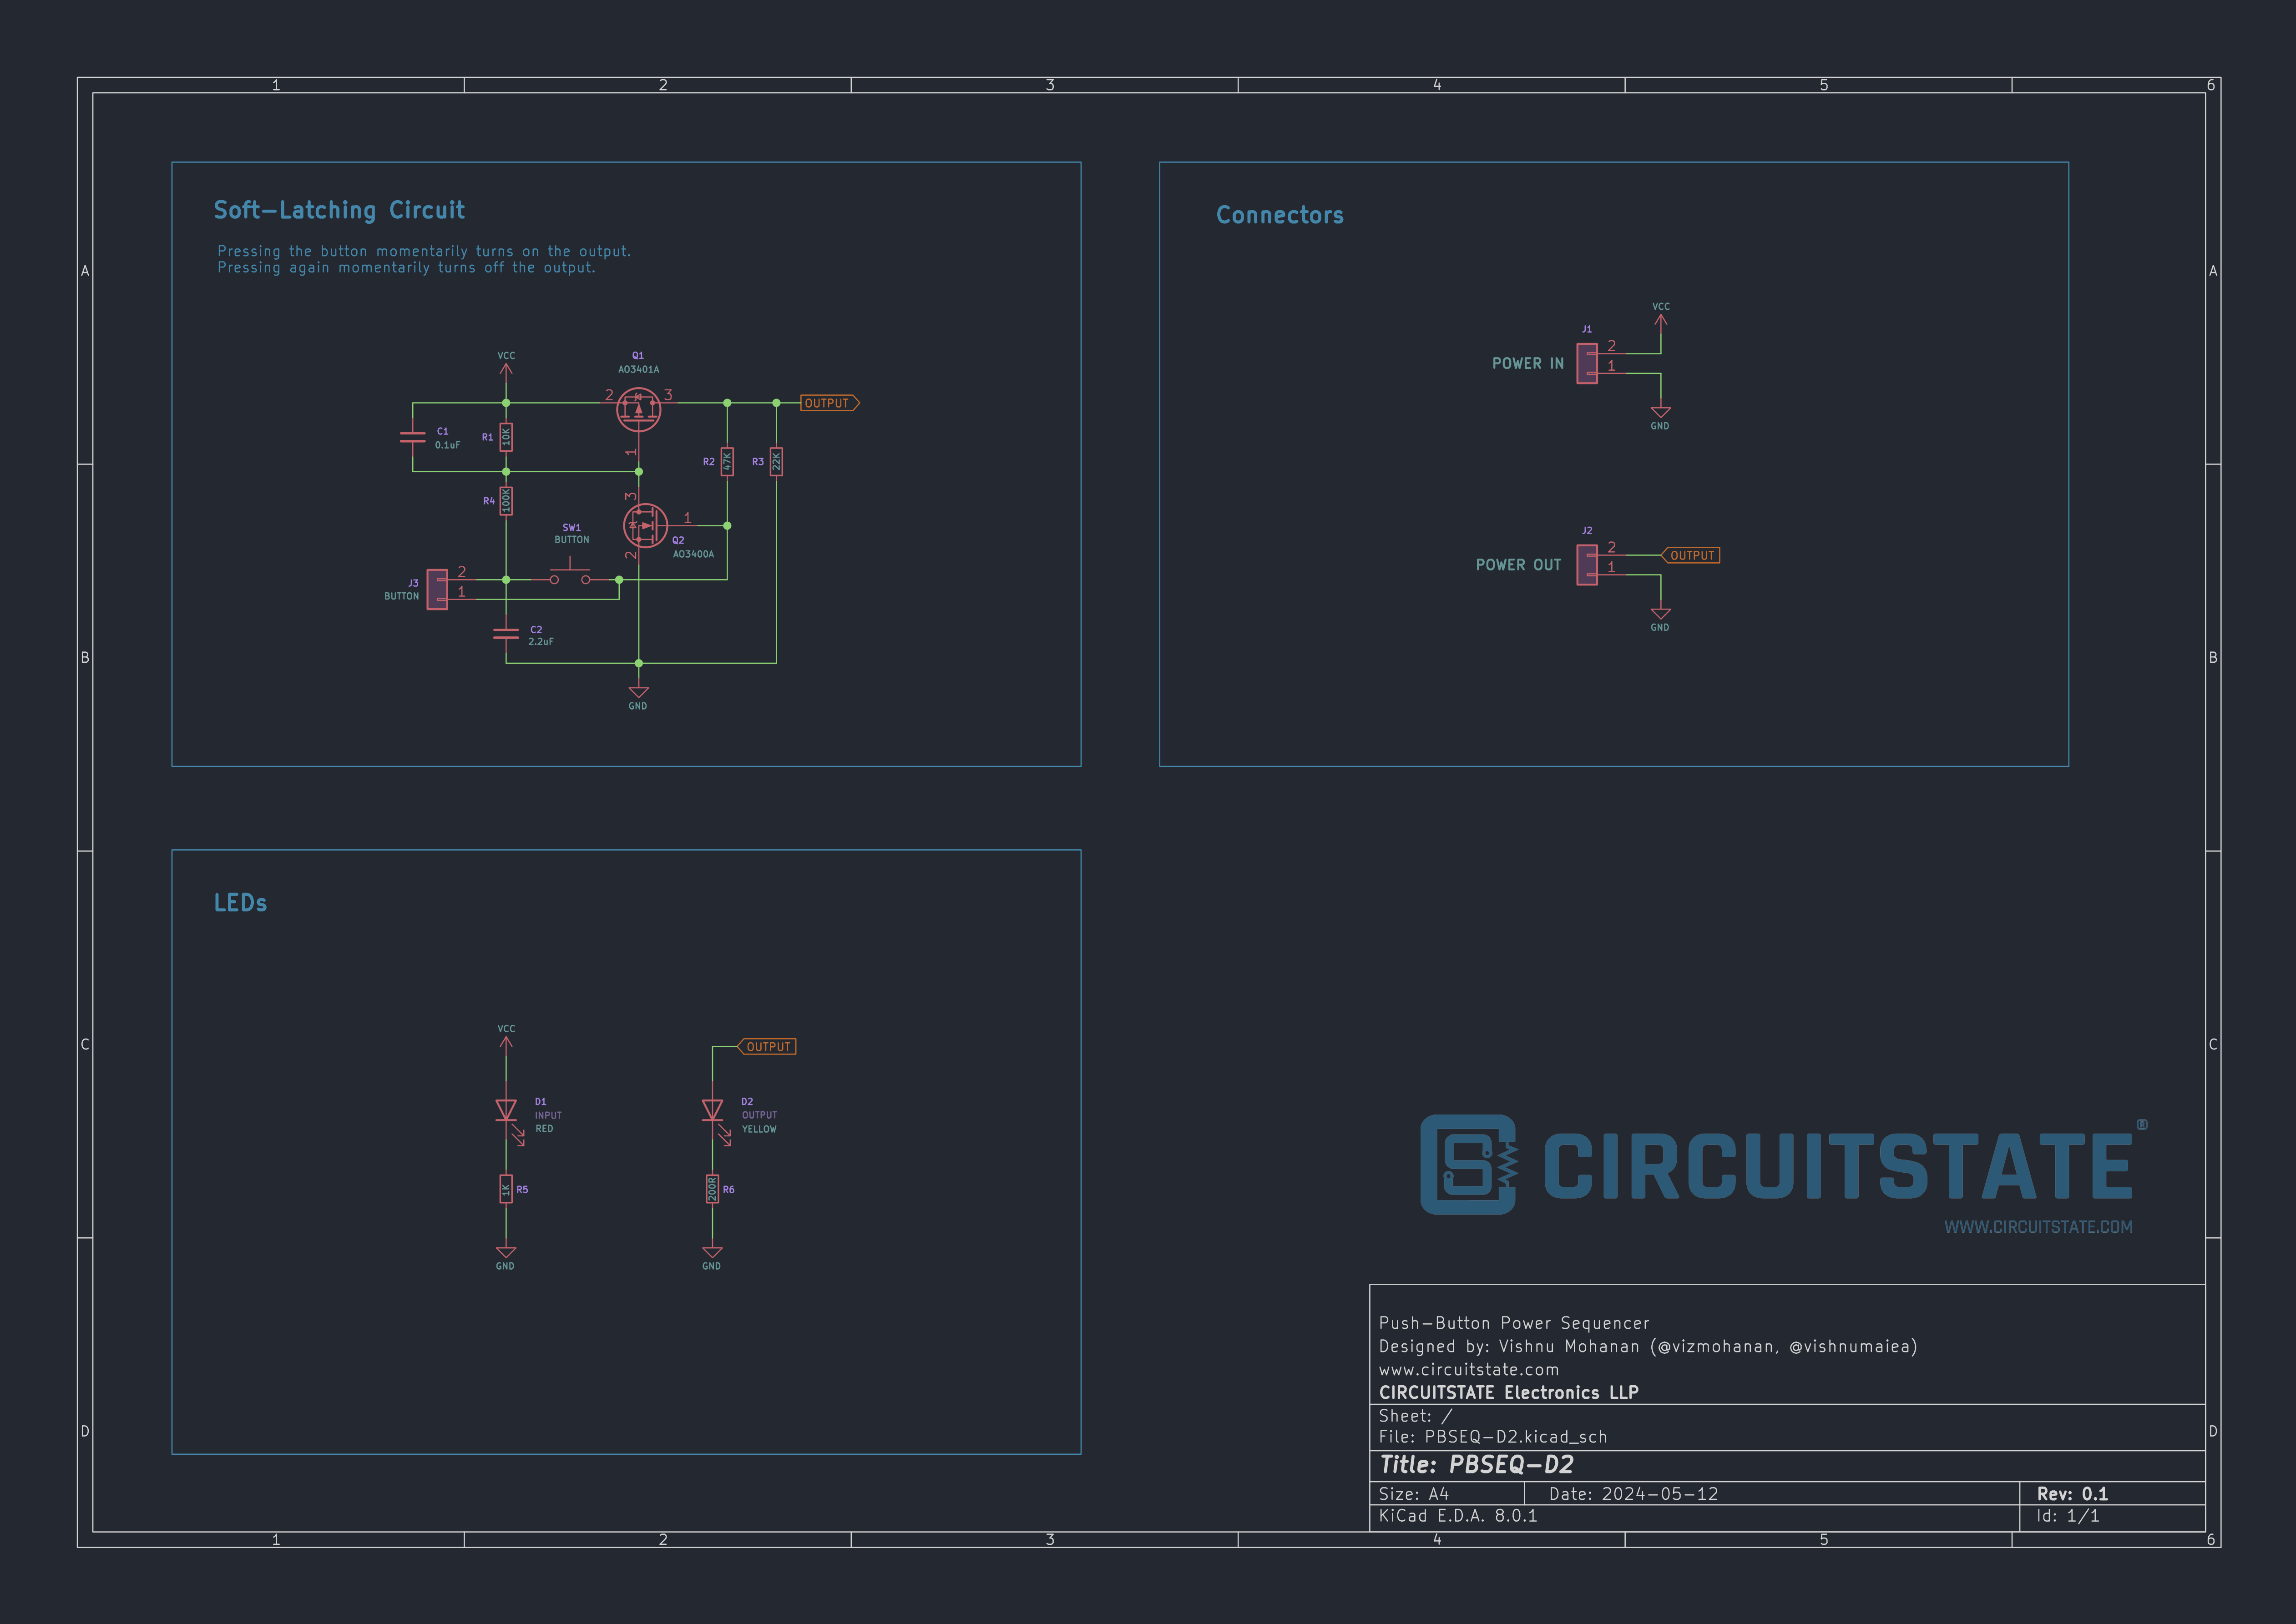 1 2 3 4 5 6
A
B
C
D
A
B
C
D
1 2 3 4 5 6
Soft-Latching Circuit
Pressing the button momentarily turns on the output.
Pressing again momentarily turns off the output.
VCC
Q1
AO3401A
2
3
1
OUTPUT
C1
0.1uF
R1
10K
R2
47K
R3
22K
R4
100K
3
1
2
Q2
AO3400A
SW1
BUTTON
J3
BUTTON
2
1
C2
2.2uF
GND
Connectors
VCC
J1
POWER IN
2
1
GND
J2
POWER OUT
2
1
OUTPUT
GND
LEDs
VCC
D1
INPUT
RED
R5
1K
GND
OUTPUT
D2
OUTPUT
YELLOW
R6
200R
GND
CIRCUITSTATE®
WWW.CIRCUITSTATE.COM
Push-Button Power Sequencer
Designed by: Vishnu Mohanan (@vizmohanan, @vishnumaiea)
www.circuitstate.com
CIRCUITSTATE Electronics LLP
Sheet: /
File: PBSEQ-D2.kicad_sch
Title: PBSEQ-D2
Size: A4 Date: 2024-05-12 Rev: 0.1
KiCad E.D.A. 8.0.1 Id: 1/1